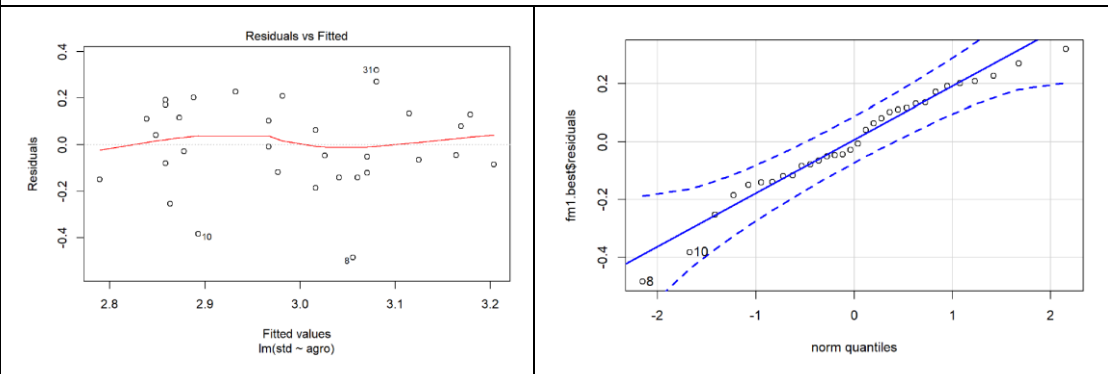 Residuals vs Fitted
Residuals
0.4
0.2
0.0
-0.2
-0.4
31
10
8
2.8 2.9 3.0 3.1 3.2
Fitted values
lm(std ~ agro)
fm1.best$residuals
0.2
0.0
-0.2
-0.4
10
8
-2 -1 0 1 2
norm quantiles